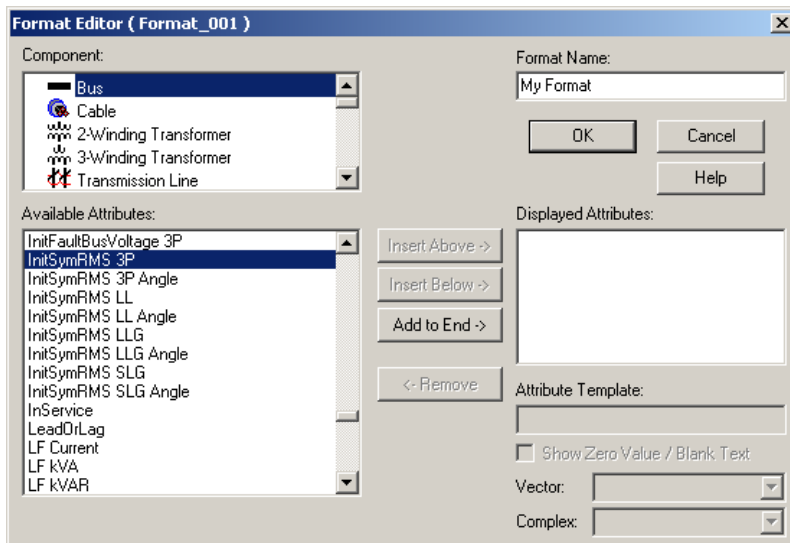 Format Editor ( Format_001 )
Component:
Bus
Cable
2-Winding Transformer
3-Winding Transformer
Transmission Line
Format Name:
My Format
OK
Cancel
Help
Available Attributes:
InitFaultBusVoltage 3P
InitSymRMS 3P
InitSymRMS 3P Angle
InitSymRMS LL
InitSymRMS LL Angle
InitSymRMS LLG
InitSymRMS LLG Angle
InitSymRMS SLG
InitSymRMS SLG Angle
InService
LeadOrLag
LF Current
LF kVA
LF kVAR
Insert Above ->
Insert Below ->
Add to End ->
<- Remove
Displayed Attributes:
Attribute Template:
Show Zero Value / Blank Text
Vector:
Complex: